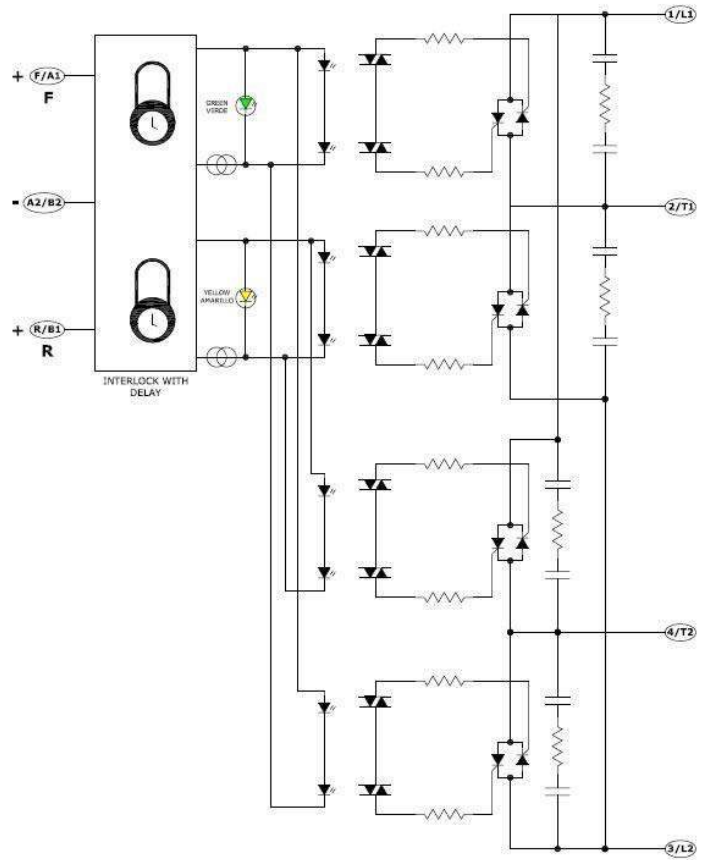 1/L1
+ F/A1
F
GREEN
VERDE
- A2/B2
2/T1
YELLOW
AMARILLO
+ R/B1
R
INTERLOCK WITH
DELAY
4/T2
3/L2